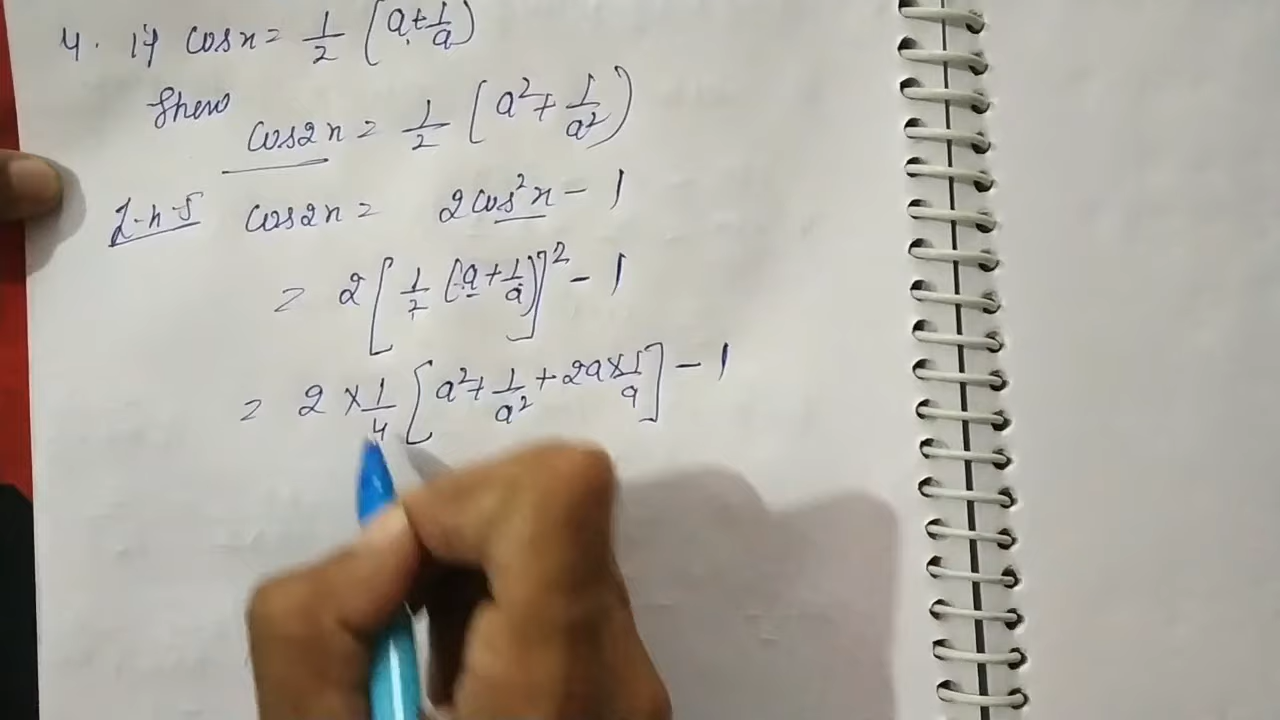 4. if cosx = 1/2 [a+1/a)
Show
cos2x = 1/2 [a²+1/a²)
L-h-S cos2x = 2cos²x - 1
= 2[1/2 (a+1/a)]² - 1
= 2 × 1/4 [a²+1/a²+2a×1/a] - 1